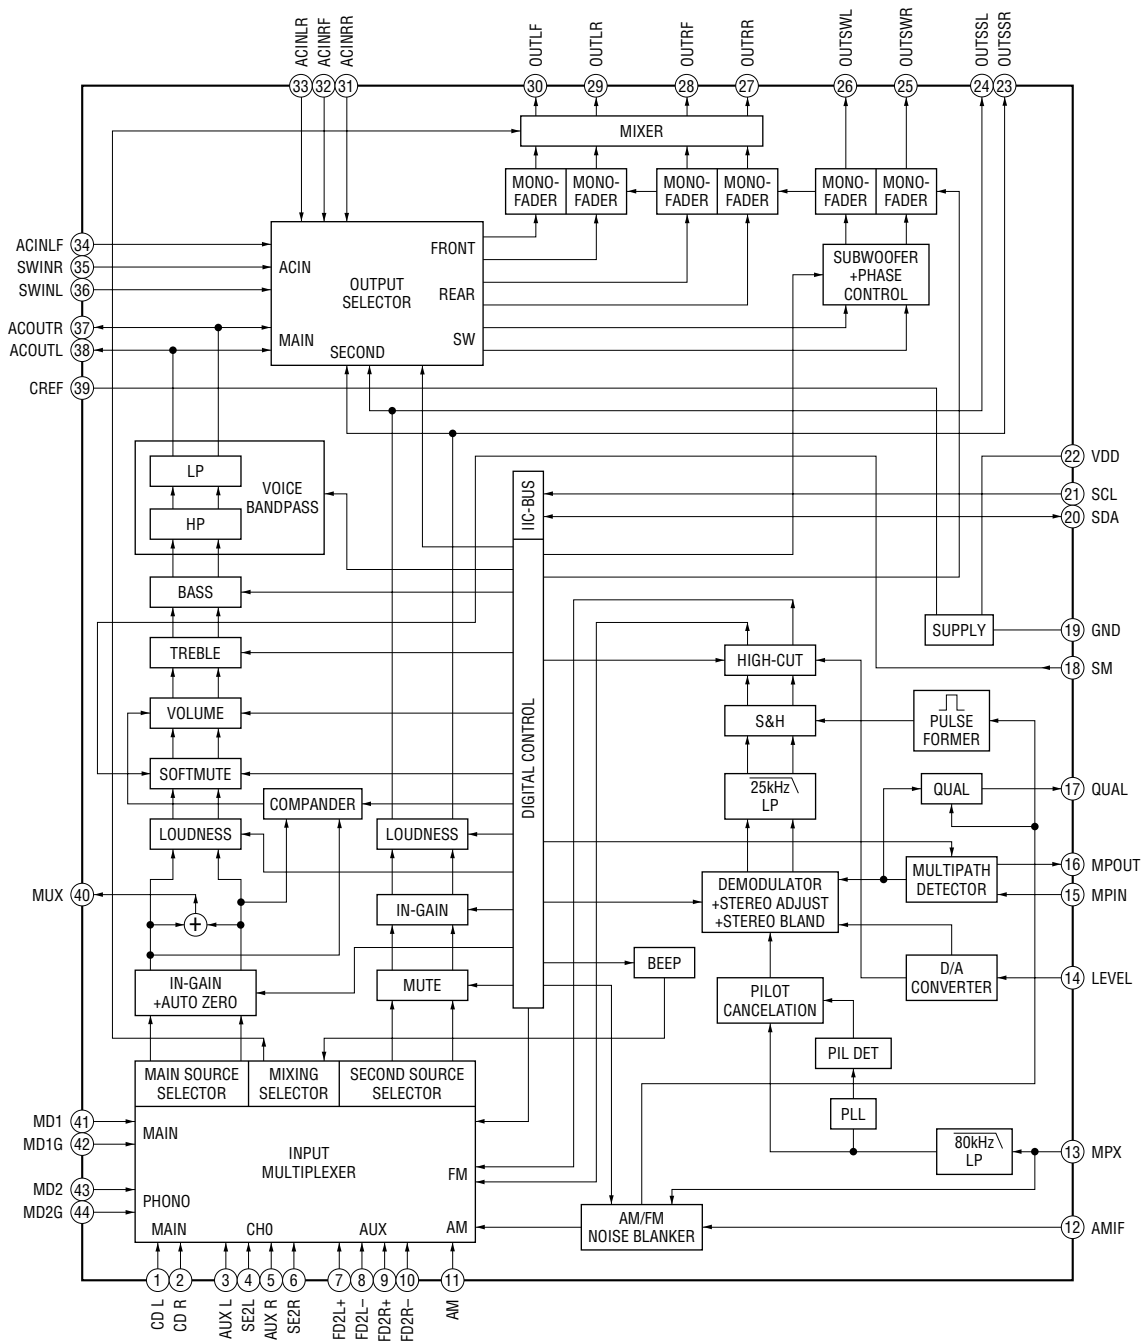 ACINLR
ACINRF
ACINRR
OUTLF
OUTLR
OUTRF
OUTRR
OUTSWL
OUTSWR
OUTSSL
OUTSSR
33
32
31
30
29
28
27
26
25
24
23
MIXER
MONO-
FADER
MONO-
FADER
MONO-
FADER
MONO-
FADER
MONO-
FADER
MONO-
FADER
ACINLF 34
SWINR 35
SWINL 36
ACOUTR 37
ACOUTL 38
CREF 39
ACIN
OUTPUT
SELECTOR
FRONT
REAR
MAIN
SW
SECOND
SUBWOOFER
+PHASE
CONTROL
LP
HP
VOICE
BANDPASS
IIC-BUS
DIGITAL CONTROL
22 VDD
21 SCL
20 SDA
BASS
TREBLE
VOLUME
SOFTMUTE
COMPANDER
LOUDNESS
LOUDNESS
SUPPLY
19 GND
18 SM
HIGH-CUT
S&H
PULSE
FORMER
25kHz
LP
QUAL
17 QUAL
16 MPOUT
15 MPIN
MULTIPATH
DETECTOR
DEMODULATOR
+STEREO ADJUST
+STEREO BLAND
MUX 40
+
IN-GAIN
IN-GAIN
+AUTO ZERO
MUTE
BEEP
D/A
CONVERTER
14 LEVEL
PILOT
CANCELATION
PIL DET
PLL
80kHz
LP
13 MPX
MAIN SOURCE
SELECTOR
MIXING
SELECTOR
SECOND SOURCE
SELECTOR
MD1 41
MD1G 42
MD2 43
MD2G 44
MAIN
INPUT
MULTIPLEXER
FM
PHONO
MAIN
CH0
AUX
AM
AM/FM
NOISE BLANKER
12 AMIF
1
2
3
4
5
6
7
8
9
10
11
CD L
CD R
AUX L
SE2L
AUX R
SE2R
FD2L+
FD2L−
FD2R+
FD2R−
AM